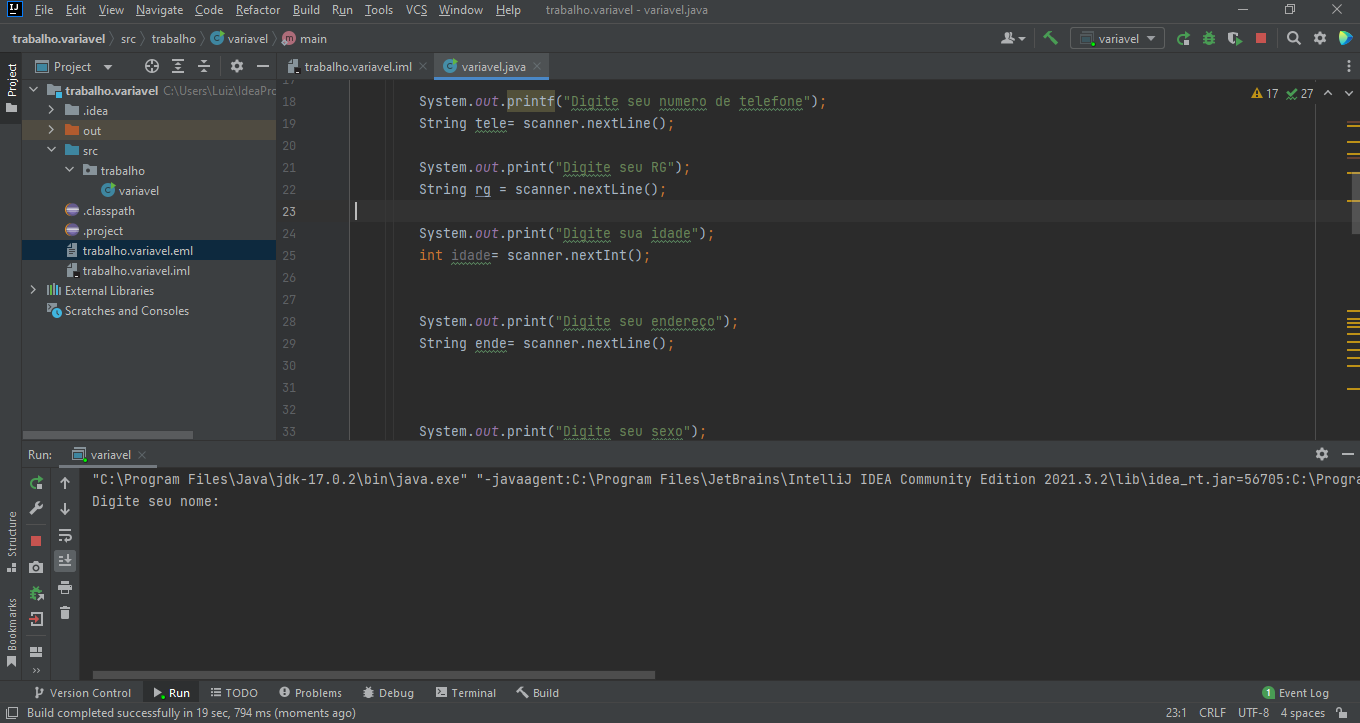 File Edit View Navigate Code Refactor Build Run Tools VCS Window Help trabalho.variavel - variavel.java
trabalho.variavel src trabalho variavel main variavel
Project
Project
trabalho.variavel.iml variavel.java
trabalho.variavel C:\Users\Luiz\IdeaPro
.idea
out
src
trabalho
variavel
.classpath
.project
trabalho.variavel.eml
trabalho.variavel.iml
External Libraries
Scratches and Consoles
17 27
17
18 System.out.printf("Digite seu numero de telefone");
19 String tele= scanner.nextLine();
20
21 System.out.print("Digite seu RG");
22 String rg = scanner.nextLine();
23
24 System.out.print("Digite sua idade");
25 int idade= scanner.nextInt();
26
27
28 System.out.print("Digite seu endereço");
29 String ende= scanner.nextLine();
30
31
32
33 System.out.print("Digite seu sexo");
Run: variavel
"C:\Program Files\Java\jdk-17.0.2\bin\java.exe" "-javaagent:C:\Program Files\JetBrains\IntelliJ IDEA Community Edition 2021.3.2\lib\idea_rt.jar=56705:C:\Progra
Digite seu nome:
Structure
Bookmarks
Version Control Run TODO Problems Debug Terminal Build 1 Event Log
Build completed successfully in 19 sec, 794 ms (moments ago) 23:1 CRLF UTF-8 4 spaces